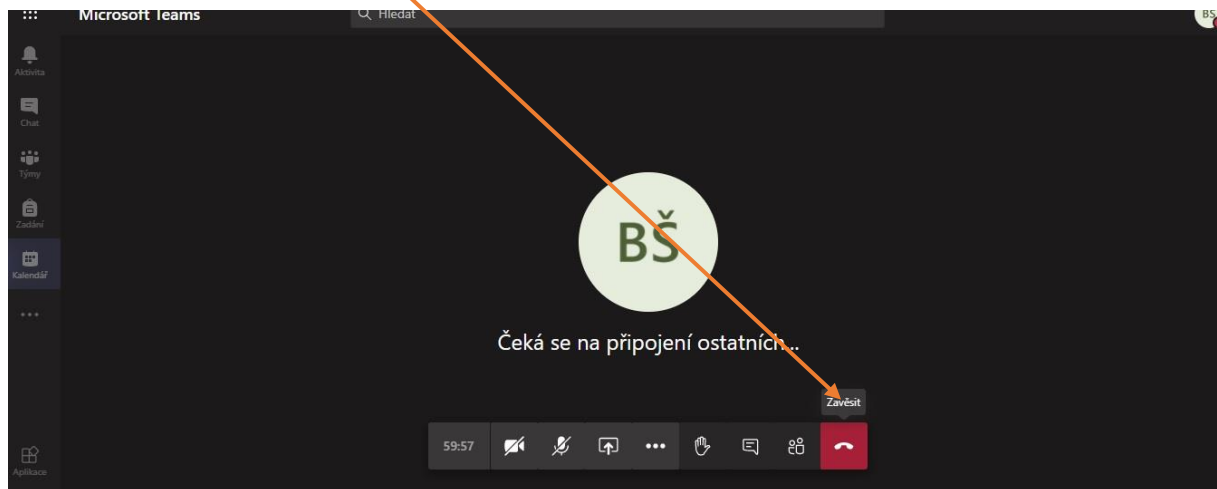 Microsoft Teams
Hledat
BŠ
Aktivita
Chat
Týmy
Zadání
Kalendář
BŠ
Čeká se na připojení ostatních...
Zavěsit
59:57
Aplikace